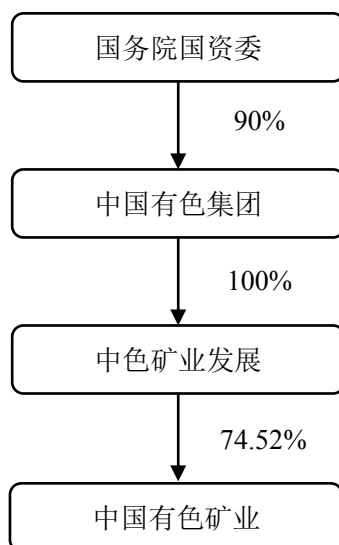 国务院国资委
90%
中国有色集团
100%
中色矿业发展
74.52%
中国有色矿业